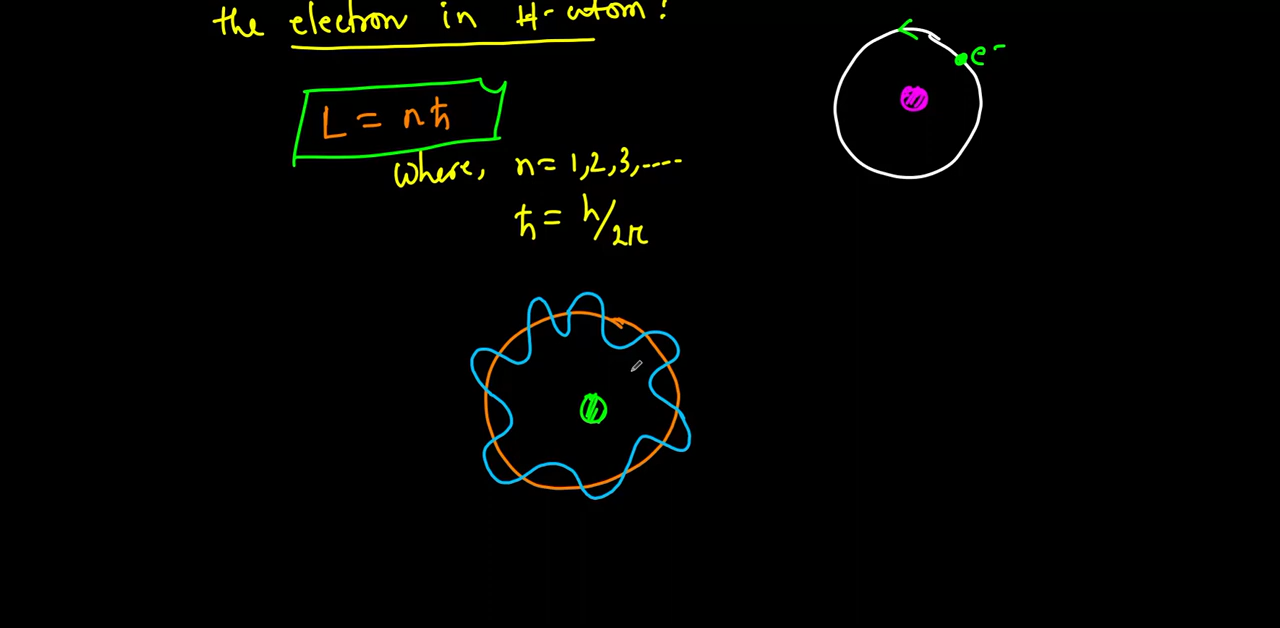 the electron in H-atom?
e-
L = nħ
where, n = 1,2,3,----
ħ = h/2π